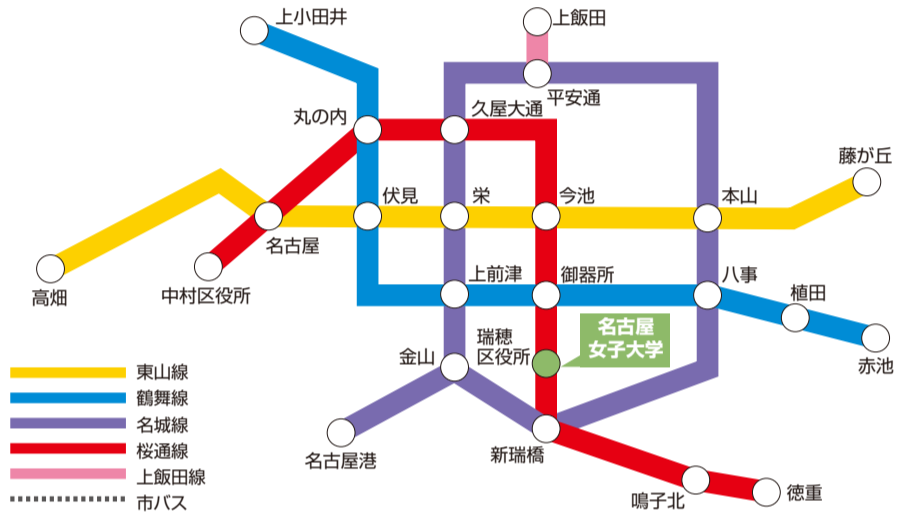 上小田井
上飯田
平安通
丸の内
久屋大通
藤が丘
伏見
栄
今池
本山
名古屋
高畑
中村区役所
上前津
御器所
八事
植田
赤池
瑞穂
区役所
名古屋
女子大学
金山
名古屋港
新瑞橋
鳴子北
徳重
東山線
鶴舞線
名城線
桜通線
上飯田線
市バス